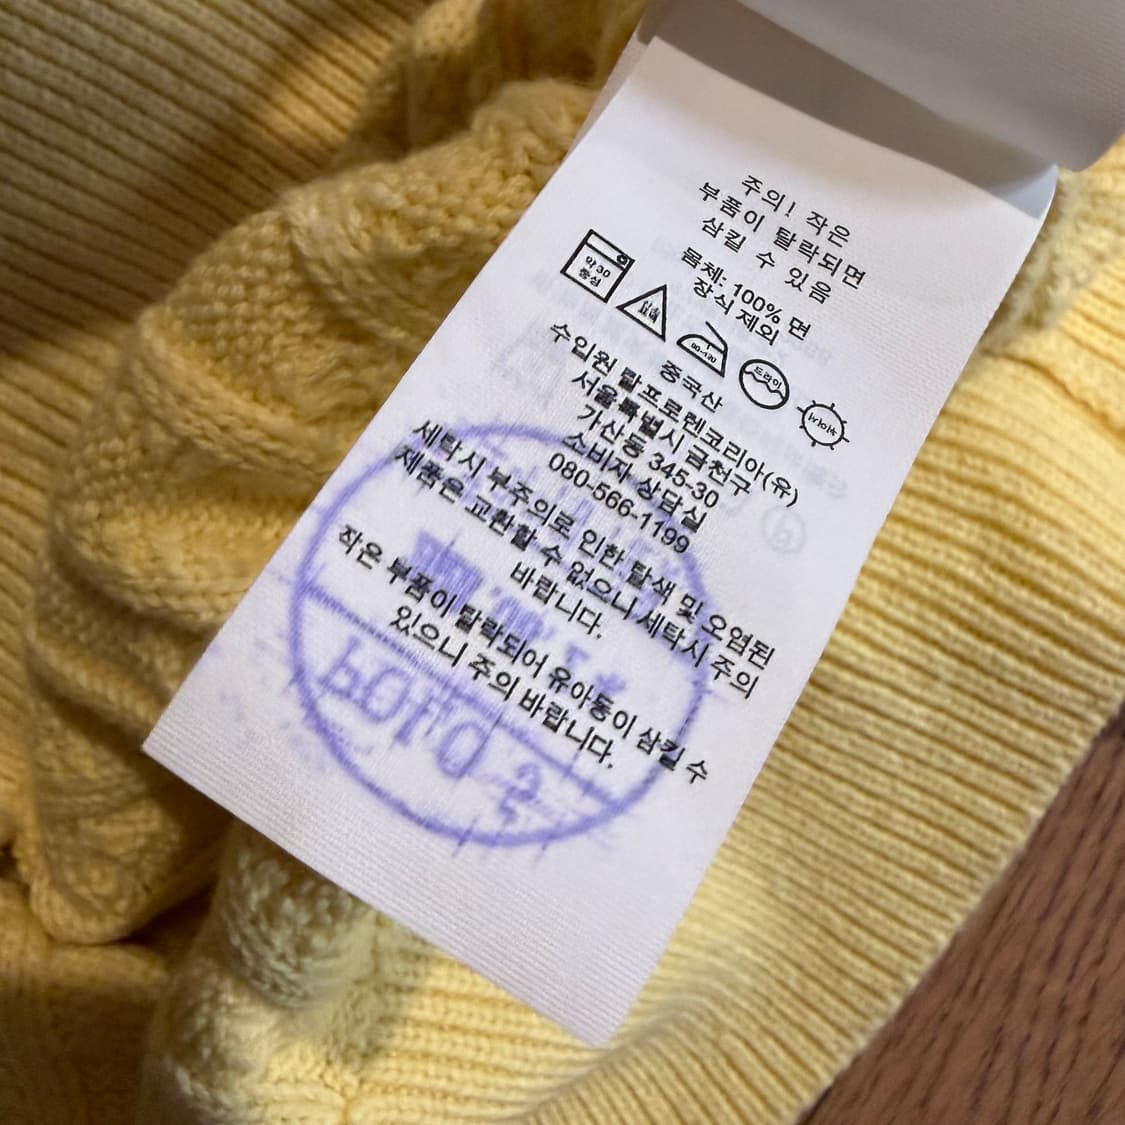 주의! 작은
부품이 탈락되면
삼킬 수 있음
몸체: 100% 면
장식 제외
약 30
중성
80~120
드라이
중국산
수입원 랄프로렌코리아(유)
서울특별시 금천구
가산동 345-30
소비자 상담실
080-566-1199
세탁시 부주의로 인한 탈색 및 오염된
제품은 교환할 수 없으니 세탁시 주의
바랍니다.
작은 부품이 탈락되어 유아동이 삼킬 수
있으니 주의 바랍니다.